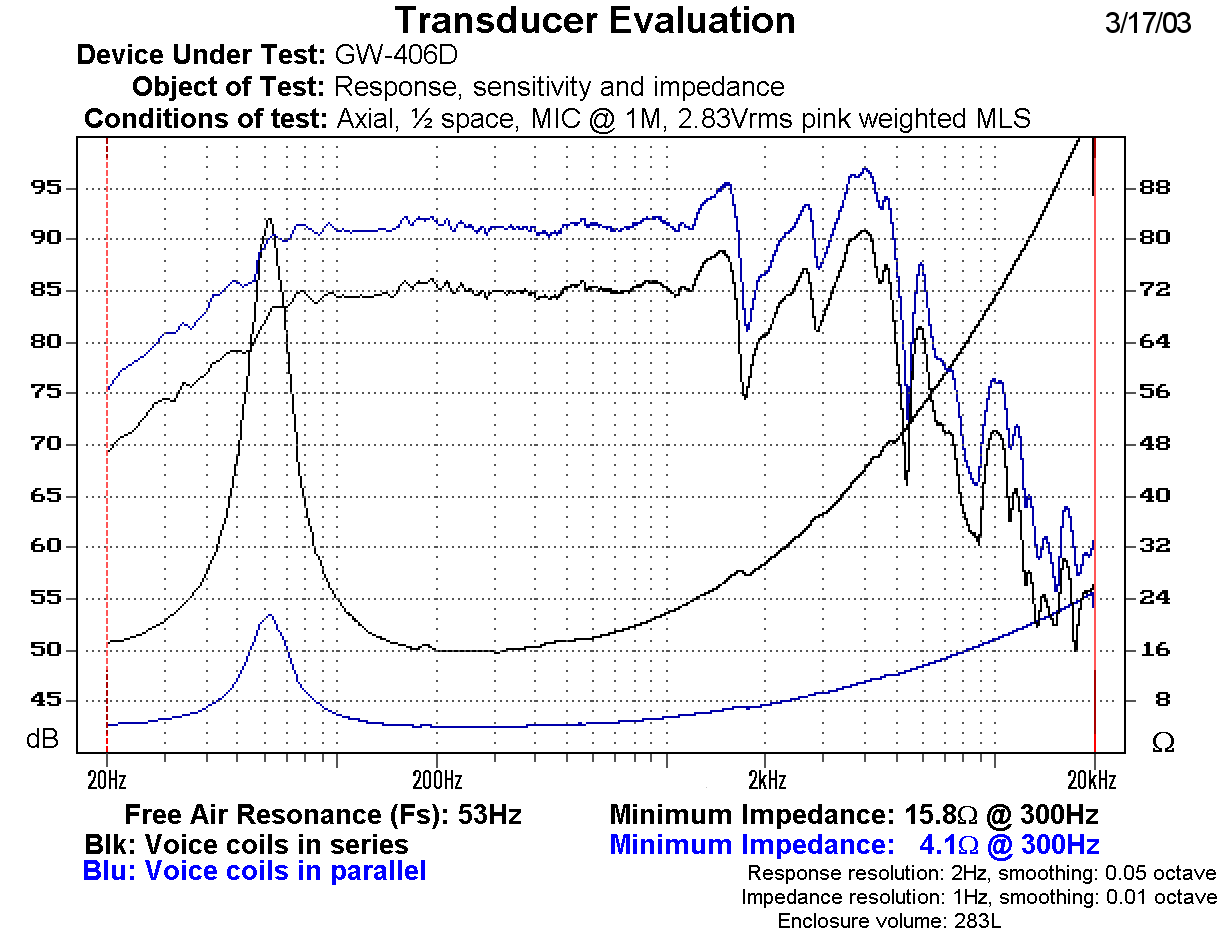 Transducer Evaluation 3/17/03
Device Under Test: GW-406D
Object of Test: Response, sensitivity and impedance
Conditions of test: Axial, ½ space, MIC @ 1M, 2.83Vrms pink weighted MLS
95 88
90 80
85 72
80 64
75 56
70 48
65 40
60 32
55 24
50 16
45 8
dB Ω
20Hz 200Hz 2kHz 20kHz
Free Air Resonance (Fs): 53Hz Minimum Impedance: 15.8Ω @ 300Hz
Blk: Voice coils in series Minimum Impedance: 4.1Ω @ 300Hz
Blu: Voice coils in parallel
Response resolution: 2Hz, smoothing: 0.05 octave
Impedance resolution: 1Hz, smoothing: 0.01 octave
Enclosure volume: 283L